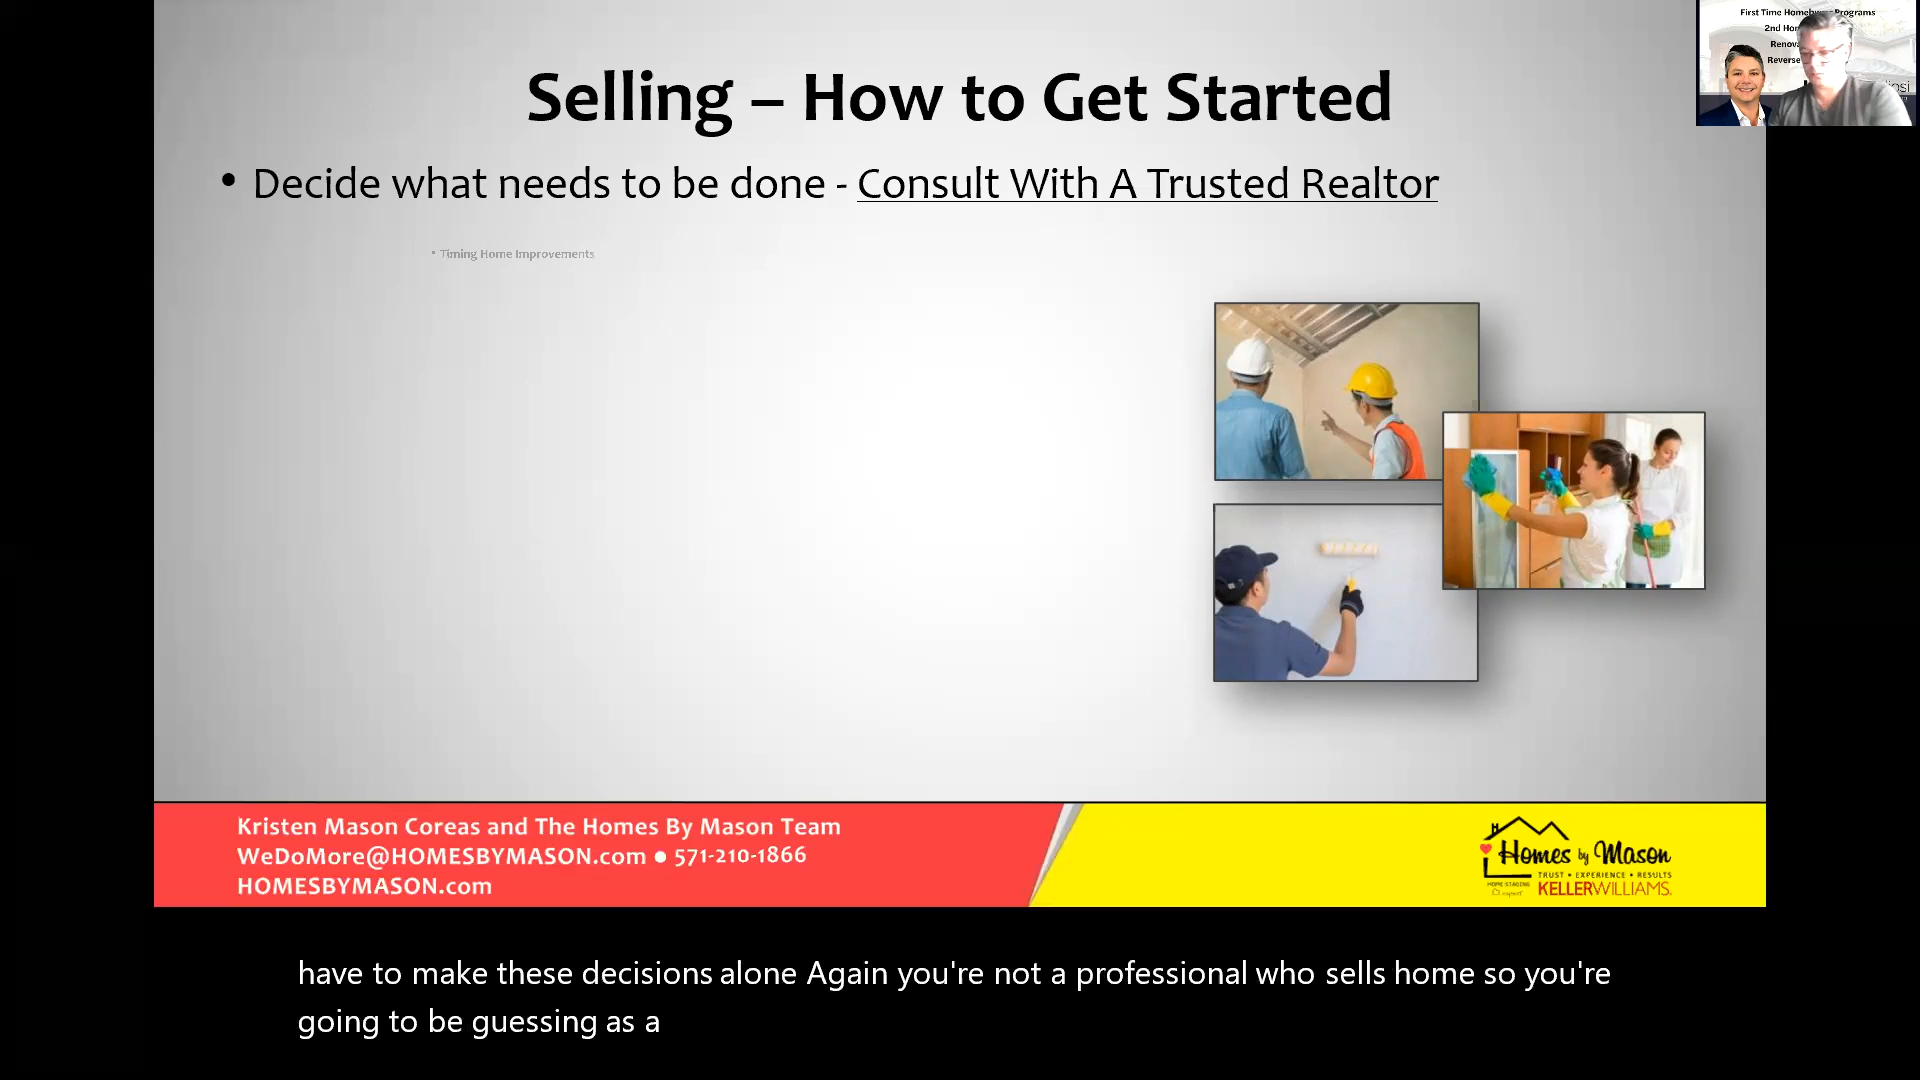 First Time Programs
2nd
Reverse
Selling – How to Get Started
• Decide what needs to be done - Consult With A Trusted Realtor
• Timing Home Improvements
Kristen Mason Coreas and The Homes By Mason Team
WeDoMore@HOMESBYMASON.com ● 571-210-1866
HOMESBYMASON.com
Homes by Mason
TRUST • EXPERIENCE • RESULTS
HOME STAGING
expert
KELLERWILLIAMS.
have to make these decisions alone Again you're not a professional who sells home so you're
going to be guessing as a